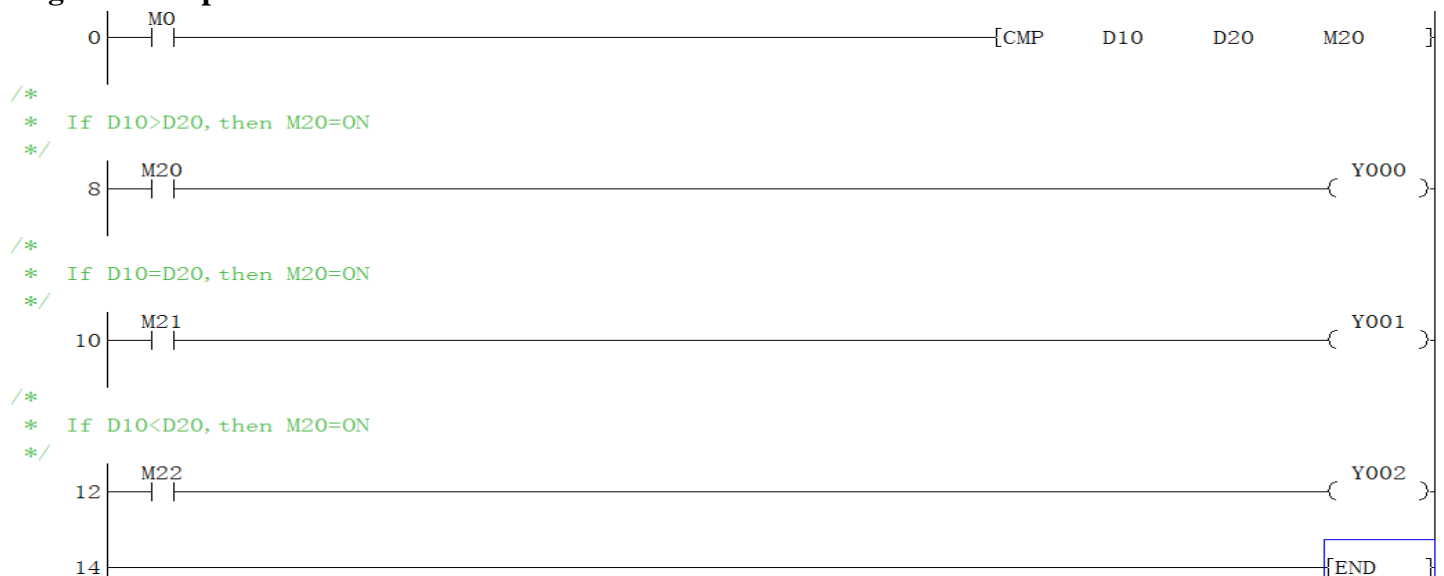 M0
0 [CMP D10 D20 M20 ]
/*
* If D10>D20, then M20=ON
*/
M20 Y000
8 ( )
/*
* If D10=D20, then M20=ON
*/
M21 Y001
10 ( )
/*
* If D10<D20, then M20=ON
*/
M22 Y002
12 ( )
14 [END ]